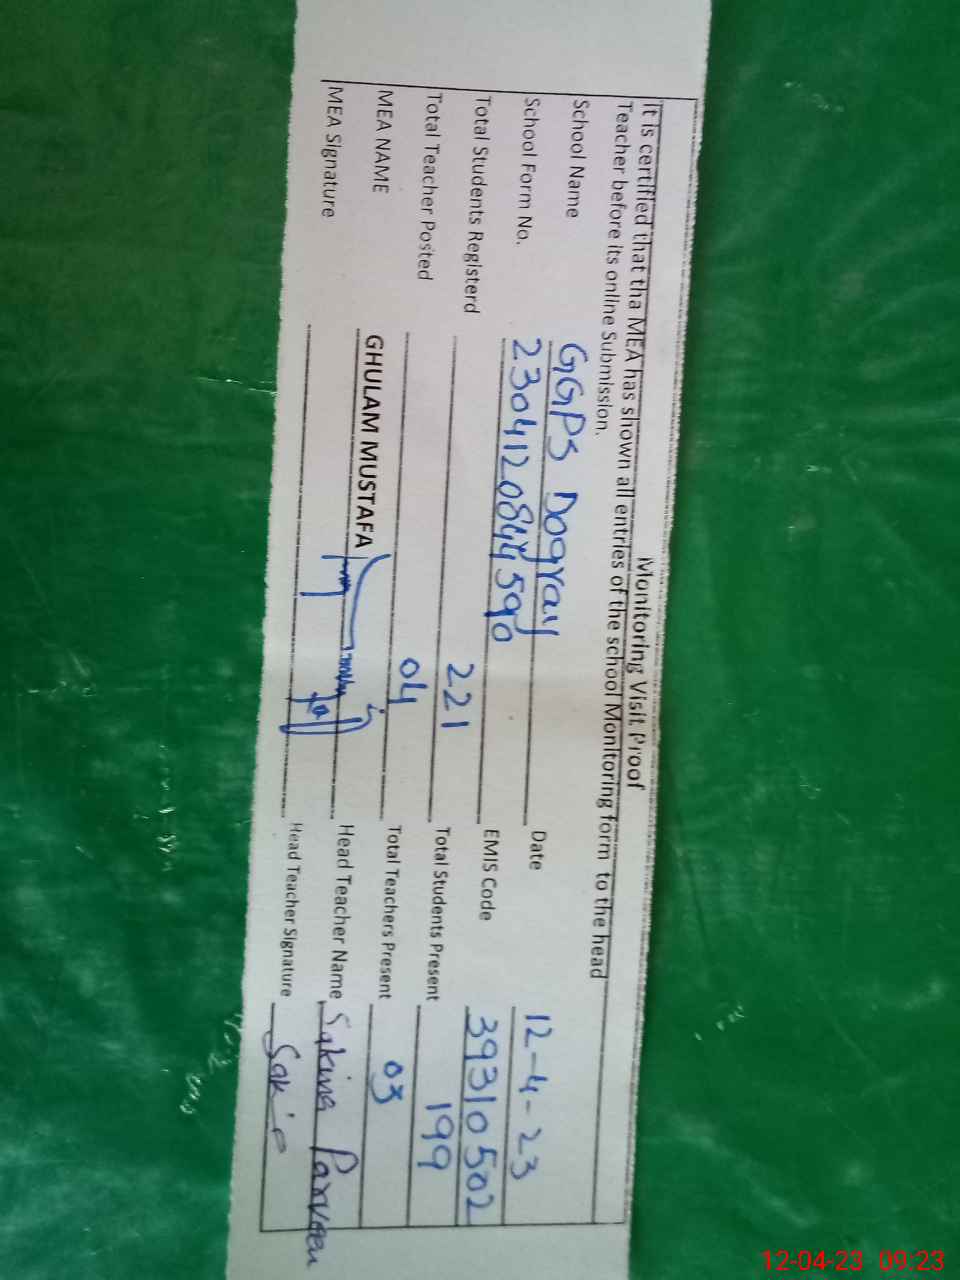 Monitoring Visit Proof
It is certified that tha MEA has shown all entries of the school Monitoring form to the head
Teacher before its online Submission.
School Name GGPS Dogray Date 12-4-23
School Form No. 2304120844590 EMIS Code 39310502
Total Students Registerd 221 Total Students Present 199
Total Teacher Posted 04 Total Teachers Present 03
MEA NAME GHULAM MUSTAFA Head Teacher Name Sakina Parveen
MEA Signature Head Teacher Signature
12-04-23 09:23